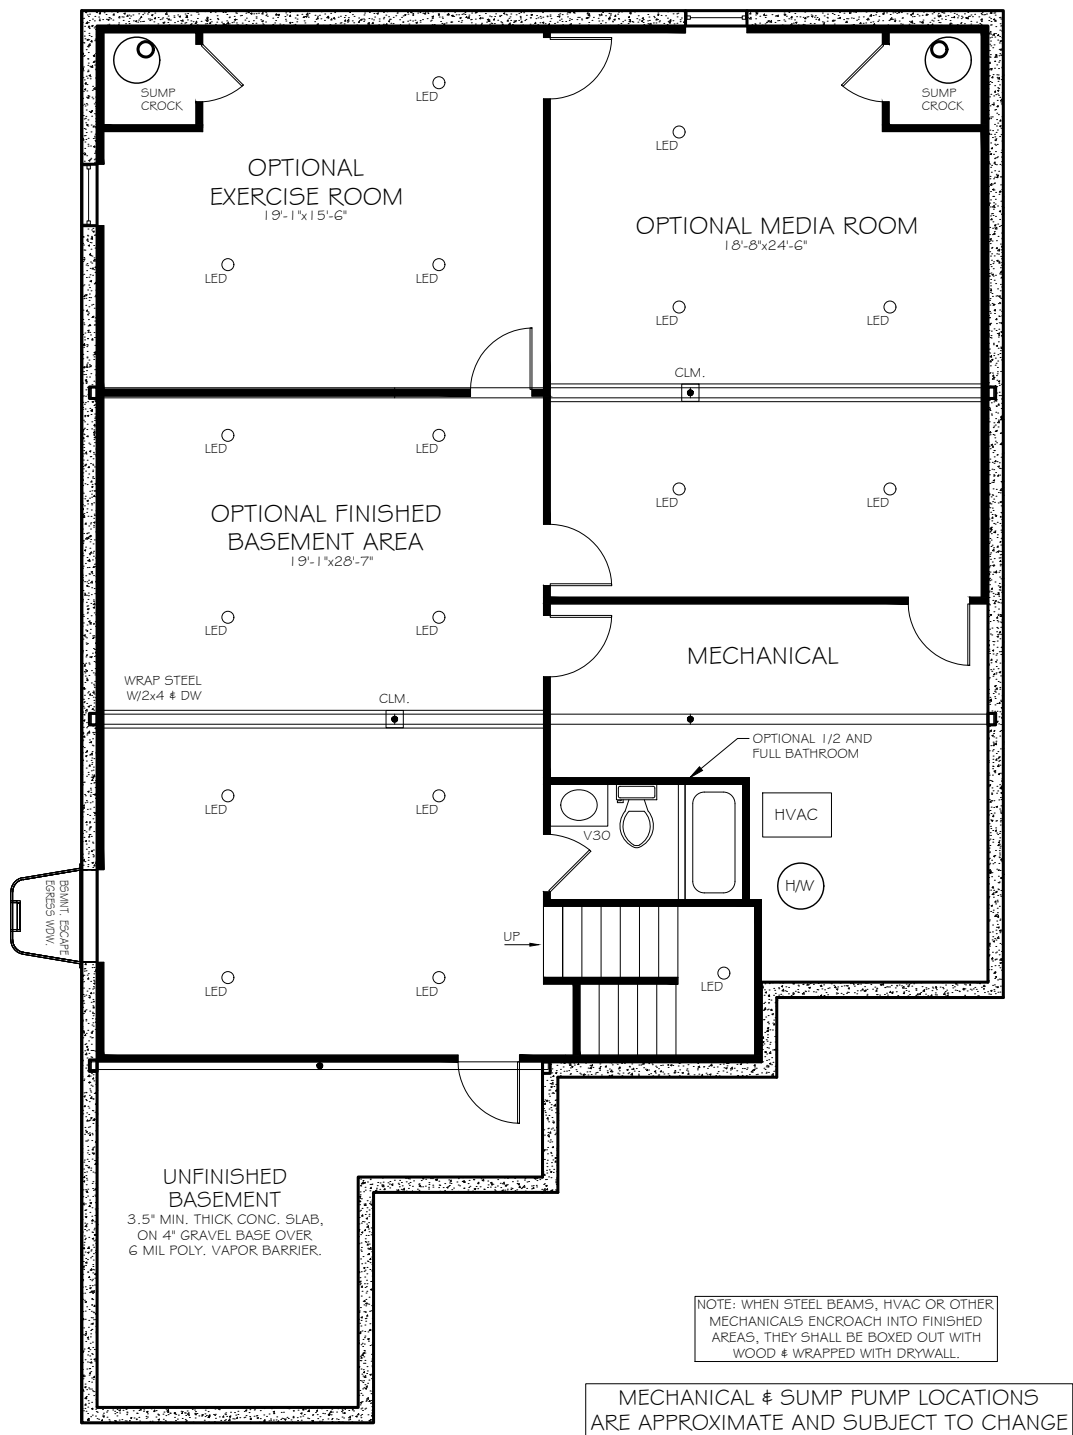 SUMP
CROCK
SUMP
CROCK
LED
LED
OPTIONAL
EXERCISE ROOM
19'-1"x15'-6"
OPTIONAL MEDIA ROOM
18'-8"x24'-6"
LED
LED
LED
LED
CLM.
LED
LED
LED
LED
OPTIONAL FINISHED
BASEMENT AREA
19'-1"x28'-7"
LED
LED
MECHANICAL
WRAP STEEL
W/2x4 & DW
CLM.
OPTIONAL 1/2 AND
FULL BATHROOM
LED
LED
V30
HVAC
H/W
BSMNT. ESCAPE
EGRESS WDW.
UP
LED
LED
LED
UNFINISHED
BASEMENT
3.5" MIN. THICK CONC. SLAB,
ON 4" GRAVEL BASE OVER
6 MIL POLY. VAPOR BARRIER.
NOTE: WHEN STEEL BEAMS, HVAC OR OTHER
MECHANICALS ENCROACH INTO FINISHED
AREAS, THEY SHALL BE BOXED OUT WITH
WOOD & WRAPPED WITH DRYWALL.
MECHANICAL & SUMP PUMP LOCATIONS
ARE APPROXIMATE AND SUBJECT TO CHANGE